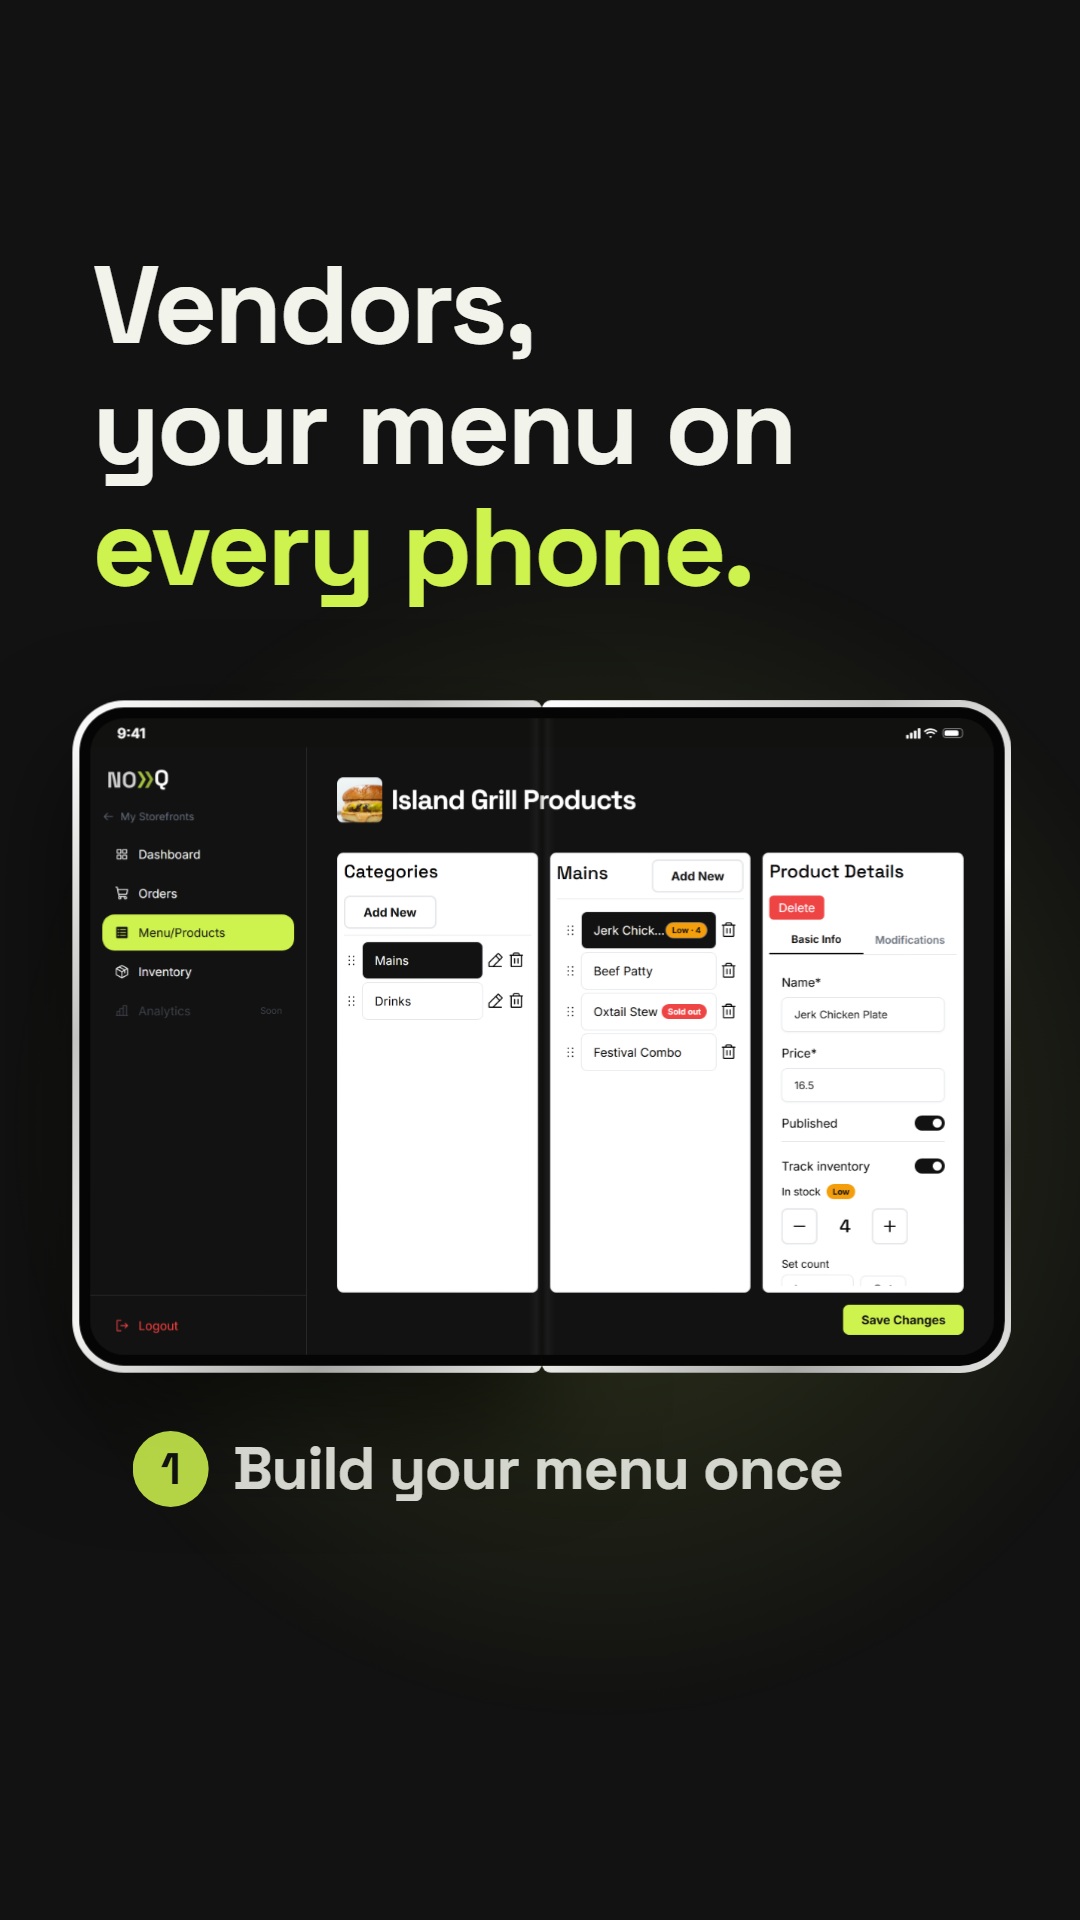 Vendors,
your menu on
every phone.
9:41
NO»Q
← My Storefronts
Dashboard
Orders
Menu/Products
Inventory
Analytics Soon
Logout
Island Grill Products
Categories
Add New
Mains
Drinks
Mains
Add New
Jerk Chick... Low · 4
Beef Patty
Oxtail Stew Sold out
Festival Combo
Product Details
Delete
Basic Info Modifications
Name*
Jerk Chicken Plate
Price*
16.5
Published
Track inventory
In stock Low
− 4 +
Set count
Save Changes
1 Build your menu once